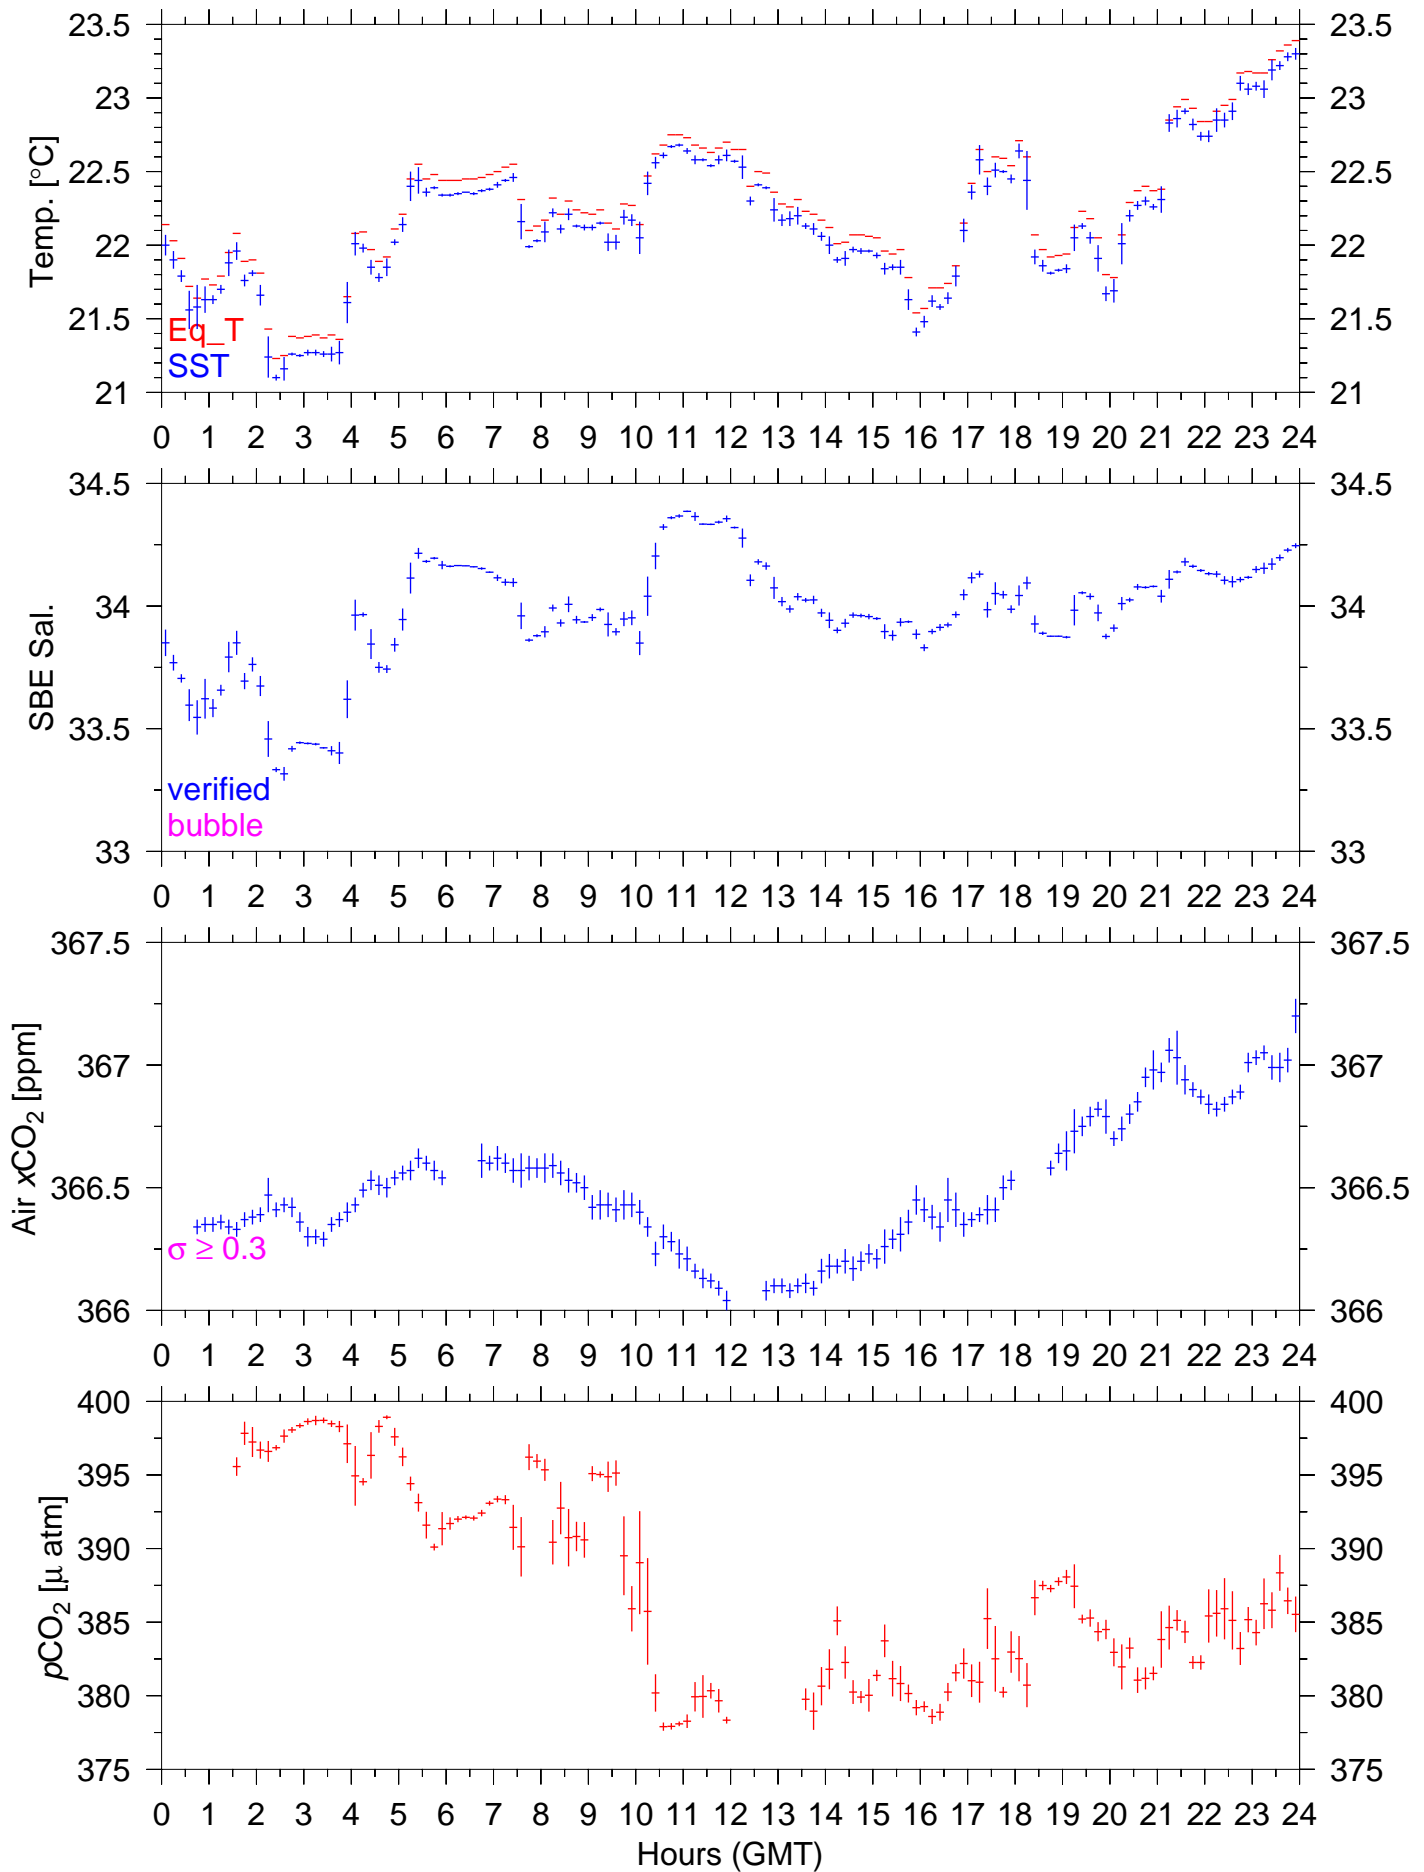 23.5 23.5
23 23
22.5 22.5
22 22
21.5 21.5
21 21
Temp. [°C]
Eq_T
SST
0 1 2 3 4 5 6 7 8 9 10 11 12 13 14 15 16 17 18 19 20 21 22 23 24
34.5 34.5
34 34
33.5 33.5
33 33
SBE Sal.
verified
bubble
0 1 2 3 4 5 6 7 8 9 10 11 12 13 14 15 16 17 18 19 20 21 22 23 24
367.5 367.5
367 367
366.5 366.5
366 366
Air xCO₂ [ppm]
σ ≥ 0.3
0 1 2 3 4 5 6 7 8 9 10 11 12 13 14 15 16 17 18 19 20 21 22 23 24
400 400
395 395
390 390
385 385
380 380
375 375
pCO₂ [μ atm]
0 1 2 3 4 5 6 7 8 9 10 11 12 13 14 15 16 17 18 19 20 21 22 23 24
Hours (GMT)